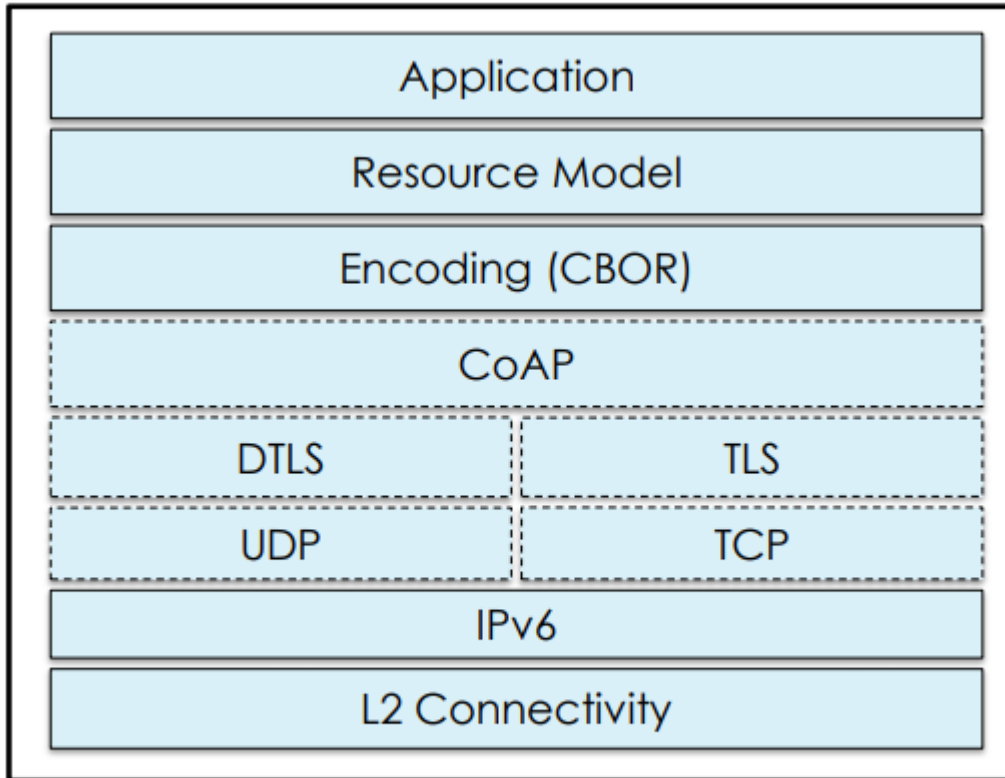 Application
Resource Model
Encoding (CBOR)
CoAP
DTLS
TLS
UDP
TCP
IPv6
L2 Connectivity